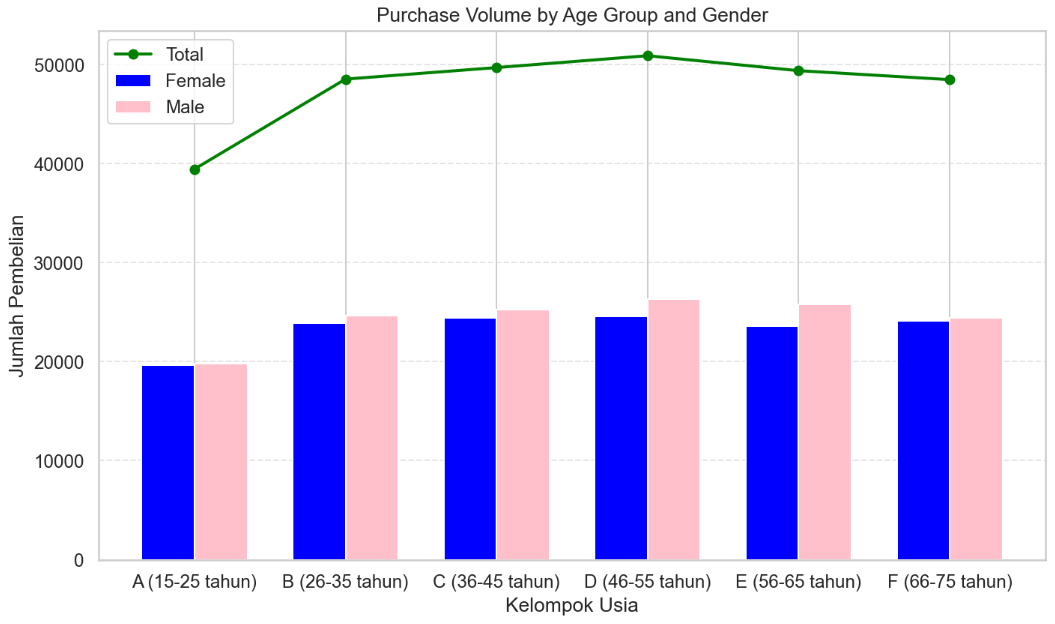 Purchase Volume by Age Group and Gender
Total
Female
Male
Jumlah Pembelian
50000
40000
30000
20000
10000
0
A (15-25 tahun) B (26-35 tahun) C (36-45 tahun) D (46-55 tahun) E (56-65 tahun) F (66-75 tahun)
Kelompok Usia